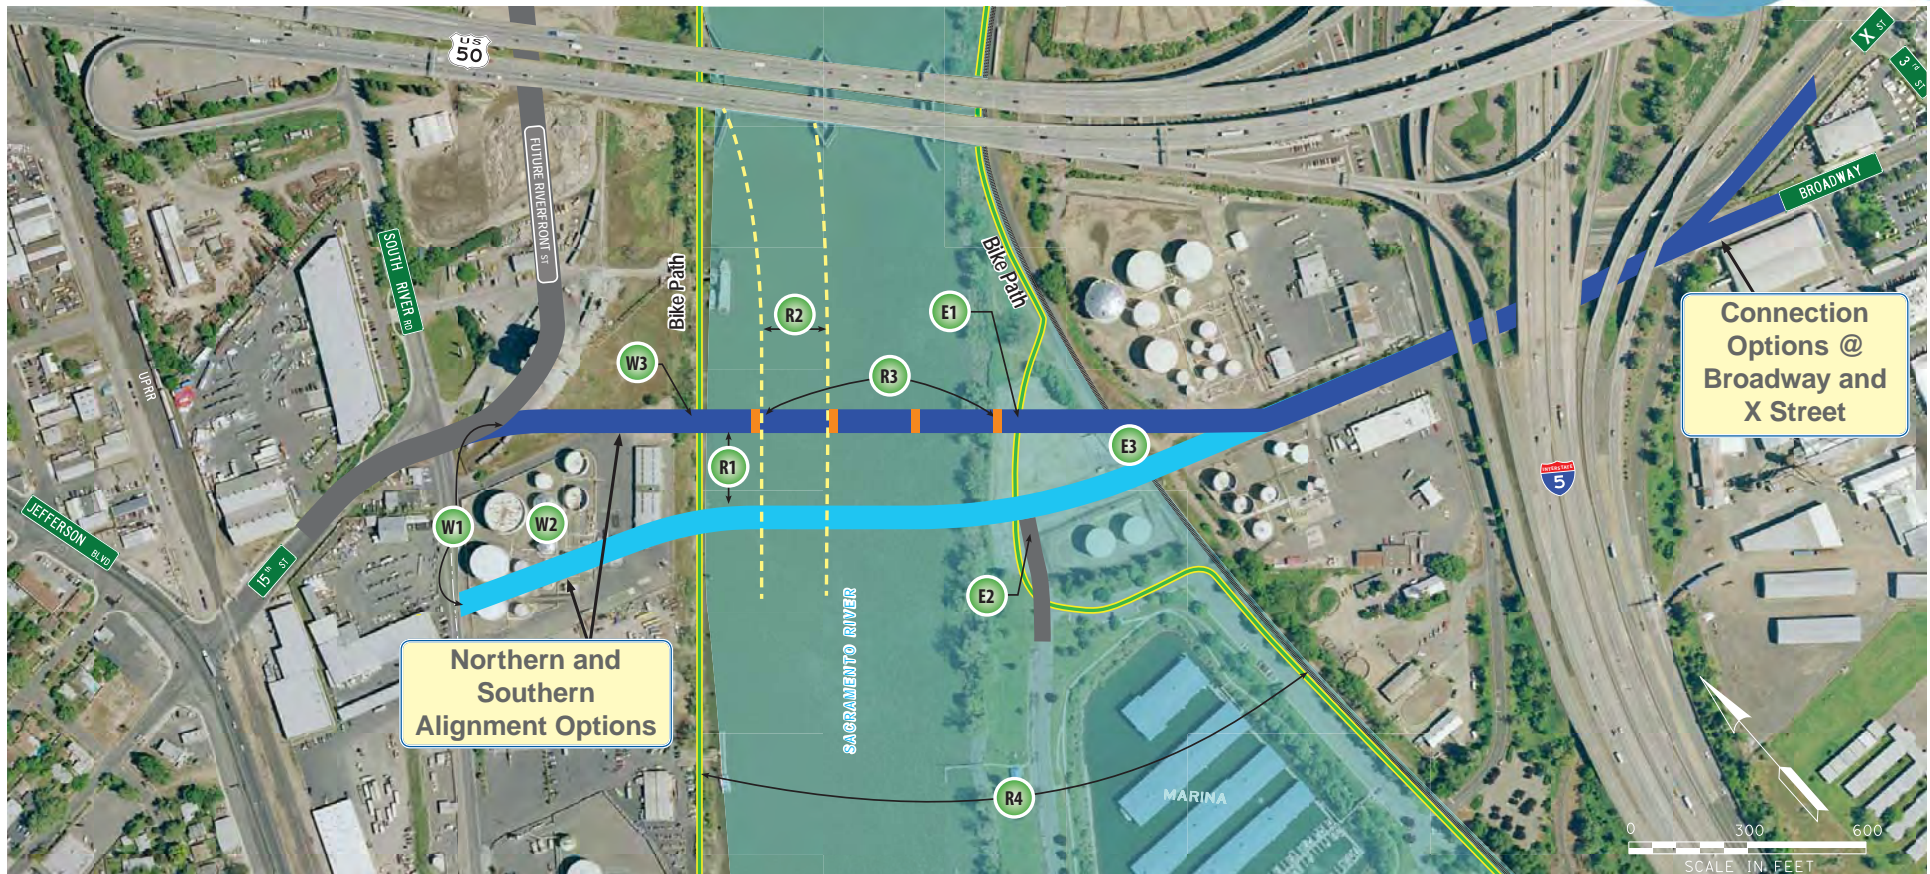 US
50
X ST
3rd ST
FUTURE RIVERFRONT ST
BROADWAY
SOUTH RIVER RD
Bike Path
Bike Path
R2
E1
Connection
Options @
Broadway and
X Street
W3
R3
UPRR
E3
R1
INTERSTATE
5
W1
W2
JEFFERSON BLVD
15th ST
E2
SACRAMENTO RIVER
Northern and
Southern
Alignment Options
R4
MARINA
0 300 600
SCALE IN FEET